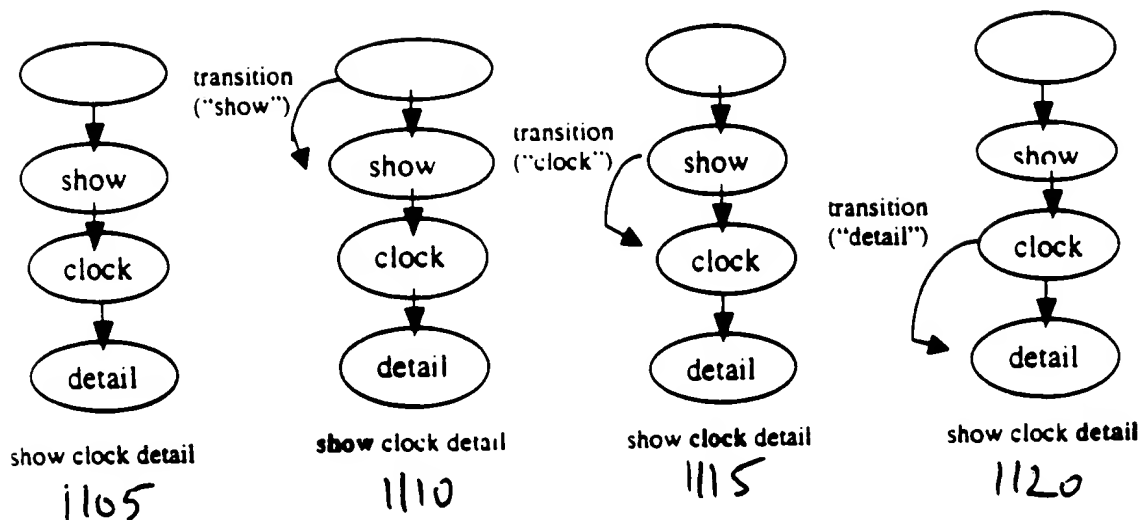 transition
("show")
show
clock
detail
show clock detail
1105
show
clock
detail
show clock detail
1110
transition
("clock")
show
clock
detail
show clock detail
1115
transition
("detail")
show
clock
detail
show clock detail
1120